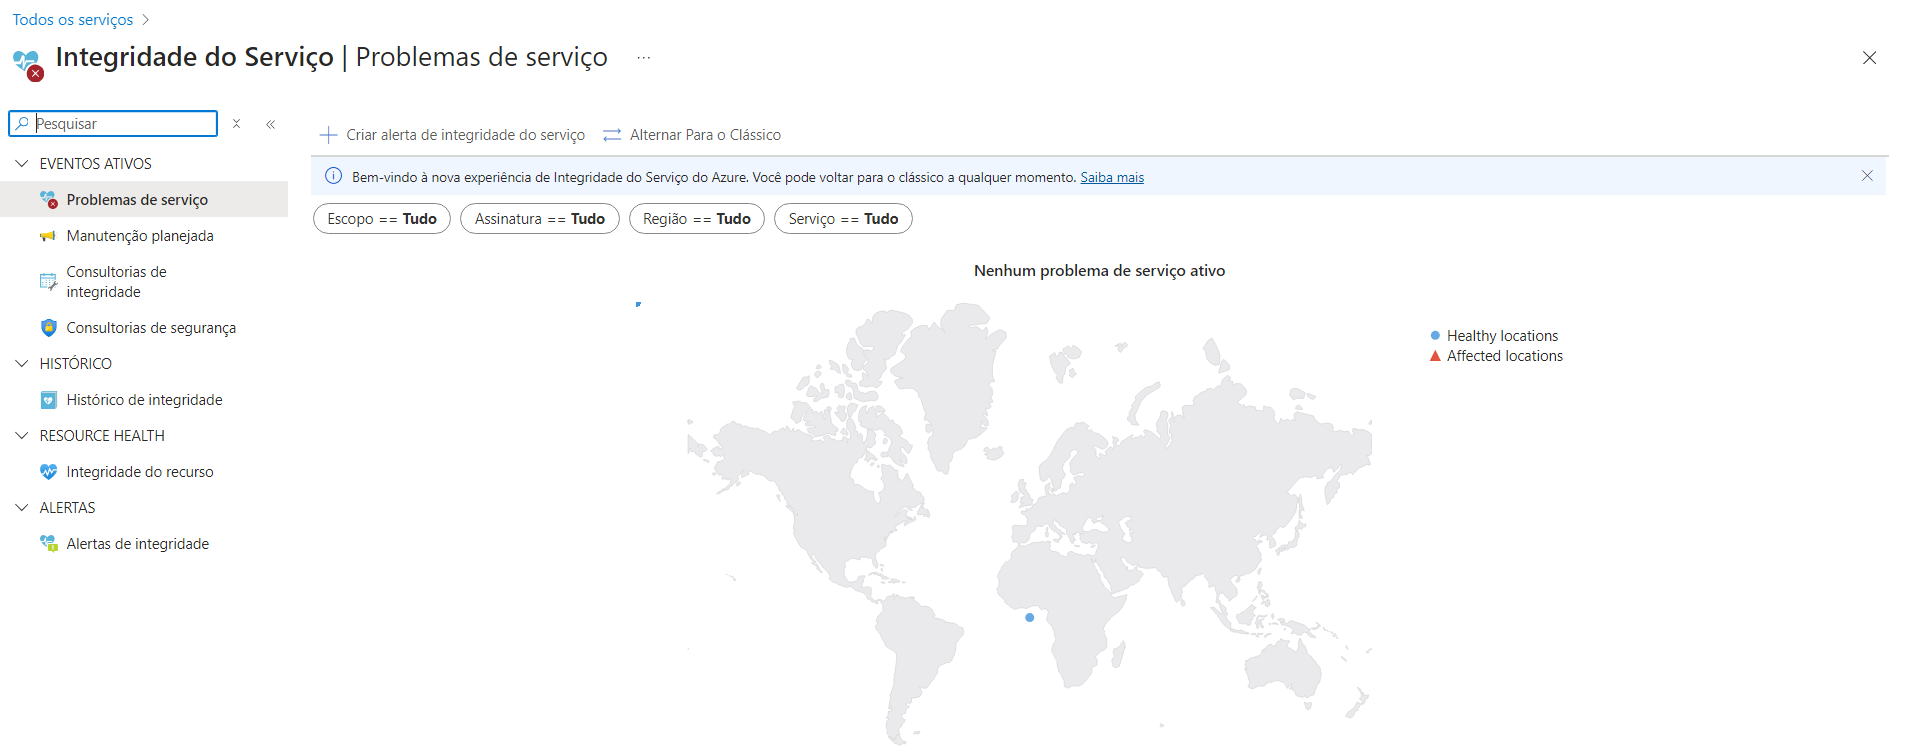 Todos os serviços
Integridade do Serviço | Problemas de serviço
Pesquisar
EVENTOS ATIVOS
Problemas de serviço
Manutenção planejada
Consultorias de
integridade
Consultorias de segurança
HISTÓRICO
Histórico de integridade
RESOURCE HEALTH
Integridade do recurso
ALERTAS
Alertas de integridade
Criar alerta de integridade do serviço Alternar Para o Clássico
Bem-vindo à nova experiência de Integridade do Serviço do Azure. Você pode voltar para o clássico a qualquer momento. Saiba mais
Escopo == Tudo Assinatura == Tudo Região == Tudo Serviço == Tudo
Nenhum problema de serviço ativo
Healthy locations
Affected locations